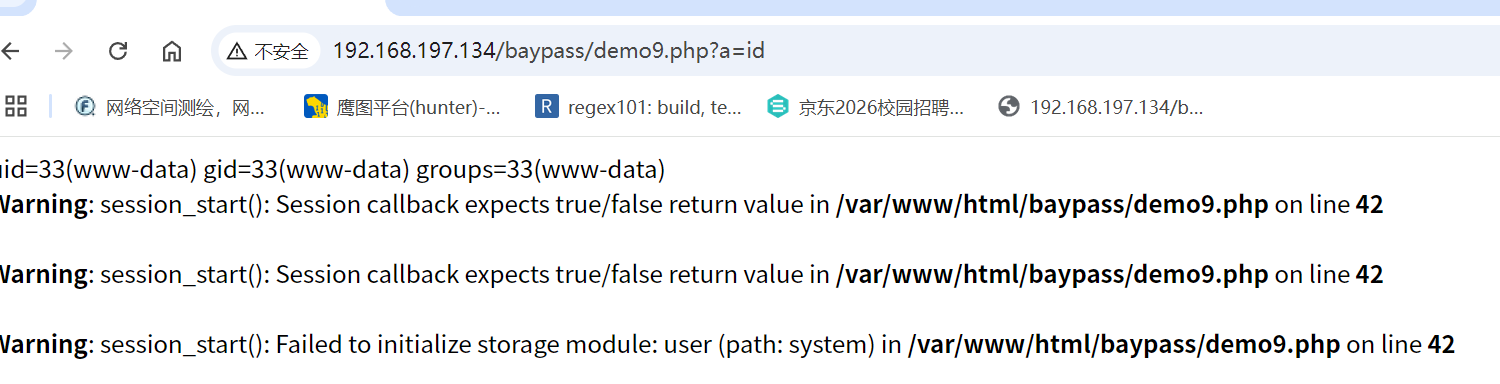 不安全 192.168.197.134/baypass/demo9.php?a=id
网络空间测绘，网... 鹰图平台(hunter)-... R regex101: build, te... 京东2026校园招聘... 192.168.197.134/b...
uid=33(www-data) gid=33(www-data) groups=33(www-data)
Warning: session_start(): Session callback expects true/false return value in /var/www/html/baypass/demo9.php on line 42
Warning: session_start(): Session callback expects true/false return value in /var/www/html/baypass/demo9.php on line 42
Warning: session_start(): Failed to initialize storage module: user (path: system) in /var/www/html/baypass/demo9.php on line 42